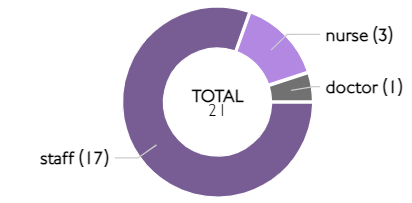 nurse (3)
doctor (1)
TOTAL
21
staff (17)